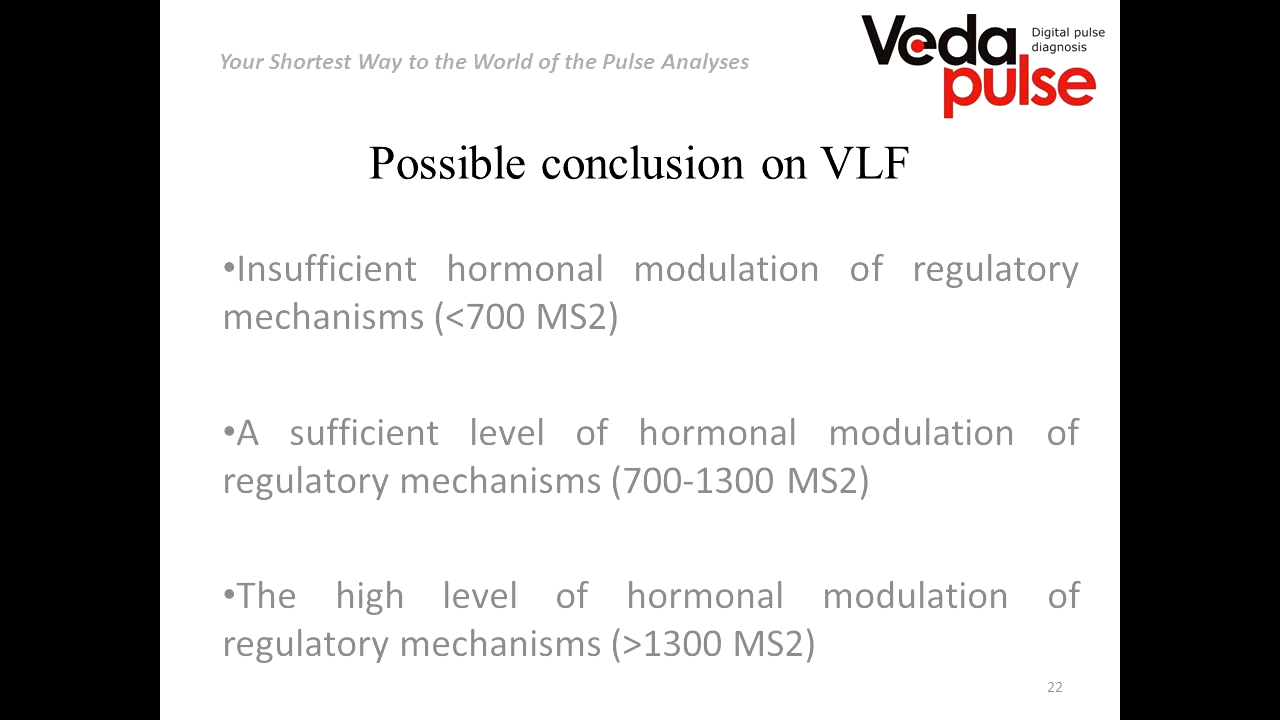 Your Shortest Way to the World of the Pulse Analyses
Veda
pulse
Digital pulse
diagnosis
Possible conclusion on VLF
•Insufficient hormonal modulation of regulatory
mechanisms (<700 MS2)
•A sufficient level of hormonal modulation of
regulatory mechanisms (700-1300 MS2)
•The high level of hormonal modulation of
regulatory mechanisms (>1300 MS2)
22